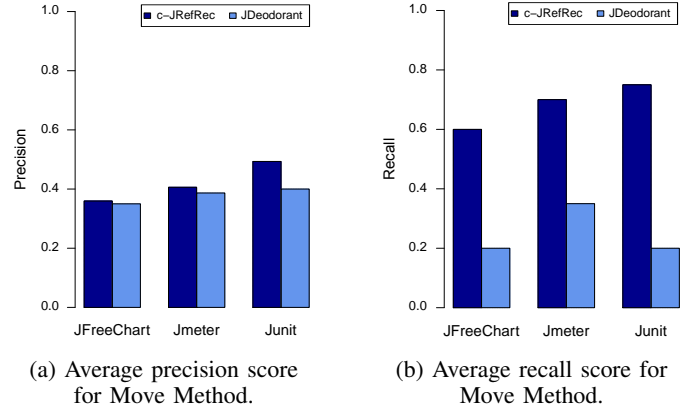 c−JRefRec JDeodorant
Precision
1.0
0.8
0.6
0.4
0.2
0.0
JFreeChart Jmeter Junit
(a) Average precision score
for Move Method.
c−JRefRec JDeodorant
Recall
1.0
0.8
0.6
0.4
0.2
0.0
JFreeChart Jmeter Junit
(b) Average recall score for
Move Method.